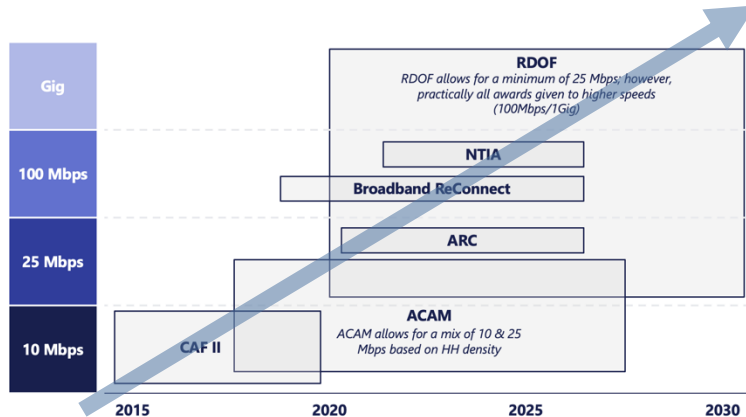 Gig
RDOF
RDOF allows for a minimum of 25 Mbps; however,
practically all awards given to higher speeds
(100Mbps/1Gig)
100 Mbps
NTIA
Broadband ReConnect
25 Mbps
ARC
10 Mbps
CAF II
ACAM
ACAM allows for a mix of 10 & 25
Mbps based on HH density
2015
2020
2025
2030